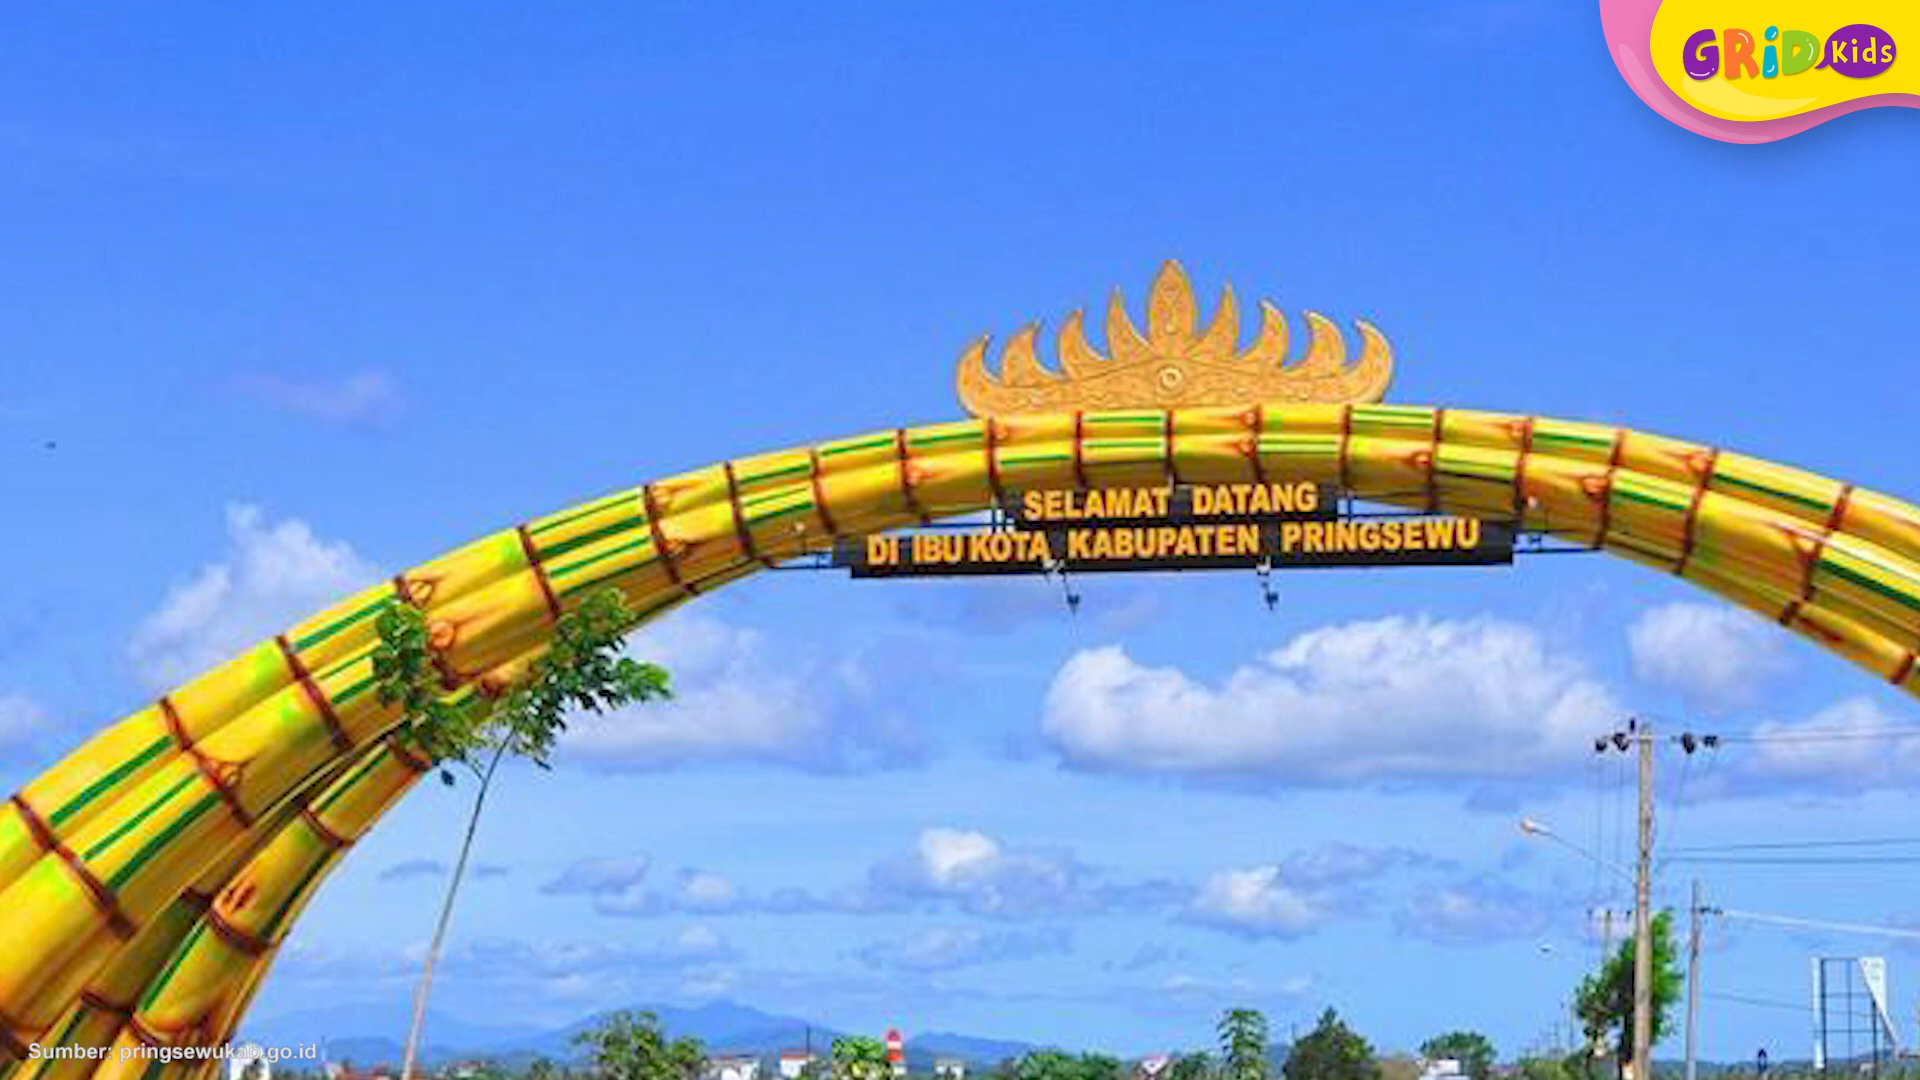 GRiD Kids
SELAMAT DATANG
DI IBU KOTA KABUPATEN PRINGSEWU
Sumber: pringsewukab.go.id